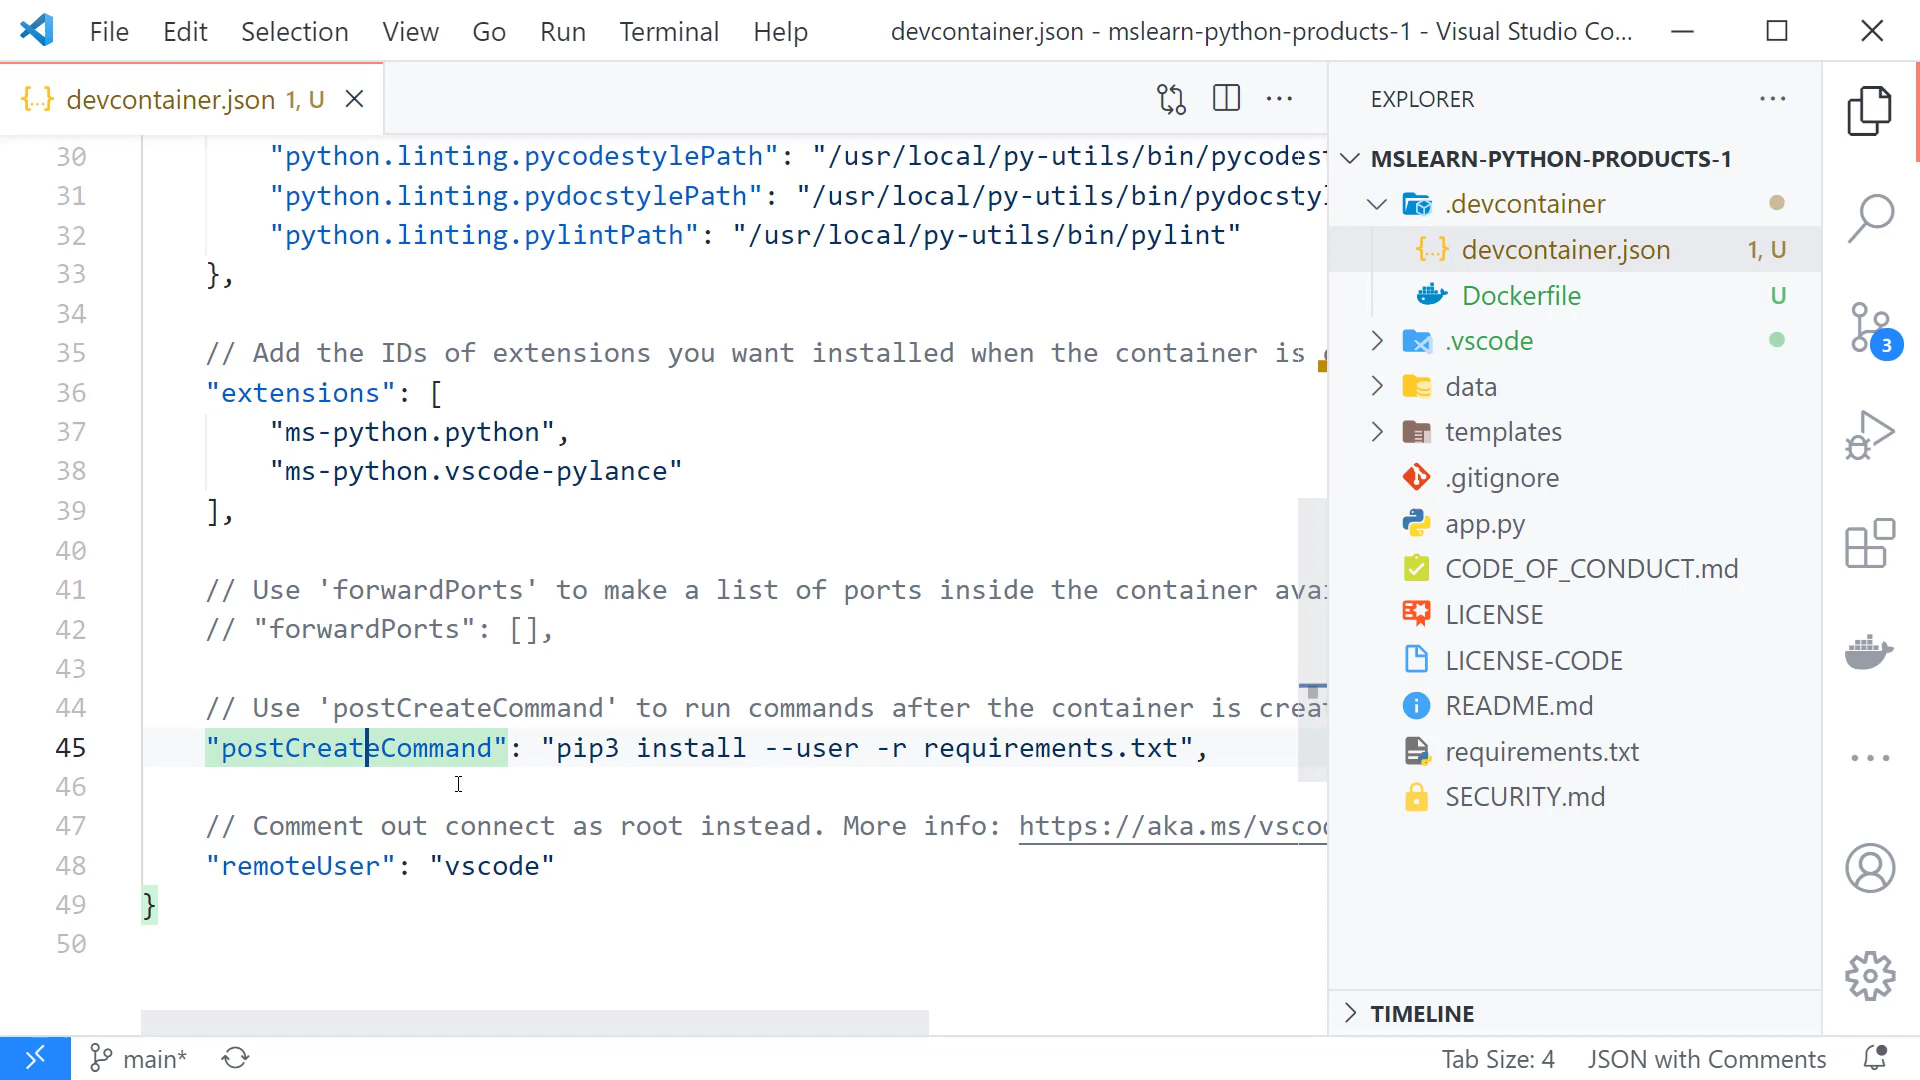 File Edit Selection View Go Run Terminal Help devcontainer.json - mslearn-python-products-1 - Visual Studio Co...
{..} devcontainer.json 1, U
30 "python.linting.pycodestylePath": "/usr/local/py-utils/bin/pycodest
31 "python.linting.pydocstylePath": "/usr/local/py-utils/bin/pydocstyl
32 "python.linting.pylintPath": "/usr/local/py-utils/bin/pylint"
33 },
34
35 // Add the IDs of extensions you want installed when the container is
36 "extensions": [
37 "ms-python.python",
38 "ms-python.vscode-pylance"
39 ],
40
41 // Use 'forwardPorts' to make a list of ports inside the container avai
42 // "forwardPorts": [],
43
44 // Use 'postCreateCommand' to run commands after the container is creat
45 "postCreateCommand": "pip3 install --user -r requirements.txt",
46
47 // Comment out connect as root instead. More info: https://aka.ms/vscod
48 "remoteUser": "vscode"
49 }
50
EXPLORER
MSLEARN-PYTHON-PRODUCTS-1
.devcontainer
{..} devcontainer.json 1, U
Dockerfile U
.vscode
data
templates
.gitignore
app.py
CODE_OF_CONDUCT.md
LICENSE
LICENSE-CODE
README.md
requirements.txt
SECURITY.md
TIMELINE
3
main* Tab Size: 4 JSON with Comments